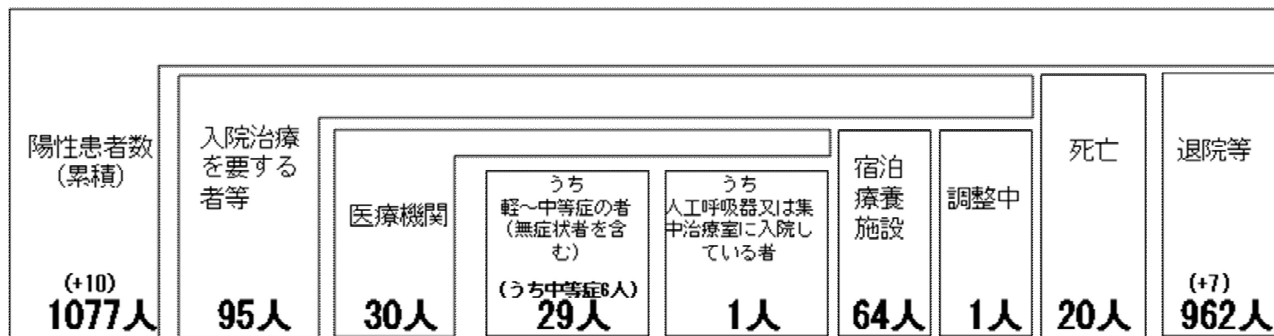 陽性患者数
(累積)
(+10)
1077人
入院治療
を要する
者等
95人
医療機関
30人
うち
軽～中等症の者
(無症状者を含
む)
(うち中等症6人)
29人
うち
人工呼吸器又は集
中治療室に入院し
ている者
1人
宿泊
療養
施設
64人
調整中
1人
死亡
20人
退院等
(+7)
962人